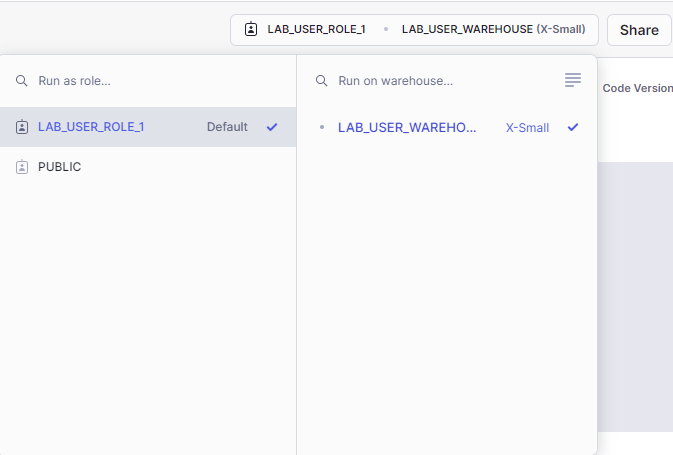 LAB_USER_ROLE_1 LAB_USER_WAREHOUSE (X-Small) Share
Run as role...
LAB_USER_ROLE_1 Default
PUBLIC
Run on warehouse...
LAB_USER_WAREHO... X-Small
Code Version